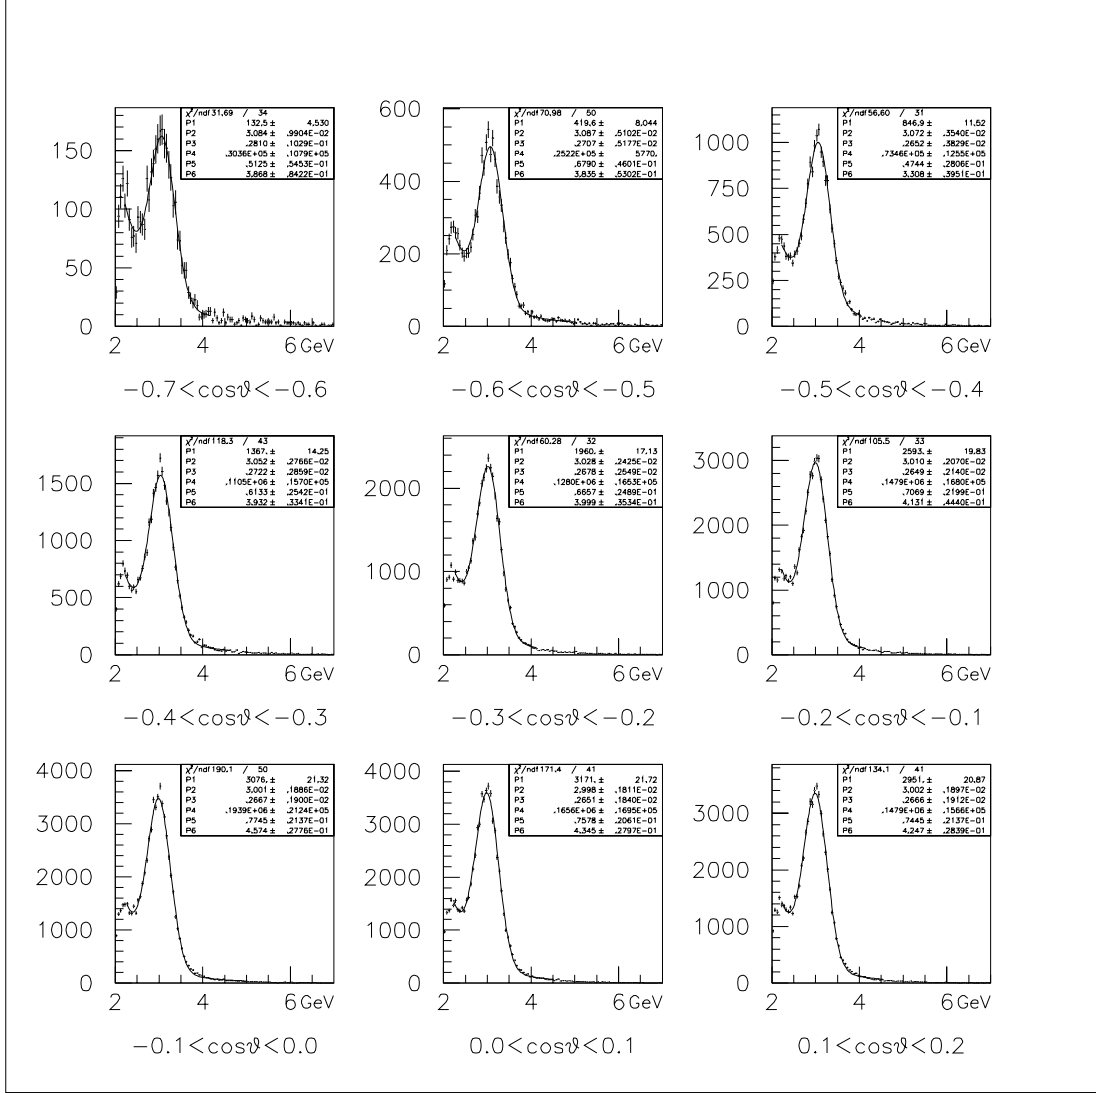 χ²/ndf 31.69 / 34
P1 132.5 ± 4.530
P2 3.084 ± .9904E-02
P3 .2810 ± .1029E-01
P4 .3036E+05 ± .1079E+05
P5 .5125 ± .5453E-01
P6 3.868 ± .8422E-01
150
100
50
0
2 4 6 GeV
−0.7<cosϑ<−0.6
χ²/ndf 70.98 / 50
P1 419.6 ± 8.044
P2 3.087 ± .5102E-02
P3 .2707 ± .5177E-02
P4 .2522E+05 ± 5770.
P5 .6790 ± .4601E-01
P6 3.835 ± .5302E-01
600
400
200
0
2 4 6 GeV
−0.6<cosϑ<−0.5
χ²/ndf 56.60 / 31
P1 846.9 ± 11.52
P2 3.072 ± .3540E-02
P3 .2652 ± .3829E-02
P4 .7346E+05 ± .1255E+05
P5 .4744 ± .2806E-01
P6 3.308 ± .3951E-01
1000
750
500
250
0
2 4 6 GeV
−0.5<cosϑ<−0.4
χ²/ndf 118.3 / 43
P1 1367. ± 14.25
P2 3.052 ± .2766E-02
P3 .2722 ± .2859E-02
P4 .1105E+06 ± .1570E+05
P5 .6133 ± .2542E-01
P6 3.932 ± .3341E-01
1500
1000
500
0
2 4 6 GeV
−0.4<cosϑ<−0.3
χ²/ndf 60.28 / 32
P1 1960. ± 17.13
P2 3.028 ± .2425E-02
P3 .2678 ± .2549E-02
P4 .1280E+06 ± .1653E+05
P5 .6657 ± .2489E-01
P6 3.999 ± .3534E-01
2000
1000
0
2 4 6 GeV
−0.3<cosϑ<−0.2
χ²/ndf 105.5 / 33
P1 2593. ± 19.83
P2 3.010 ± .2070E-02
P3 .2649 ± .2140E-02
P4 .1479E+06 ± .1680E+05
P5 .7069 ± .2199E-01
P6 4.131 ± .4440E-01
3000
2000
1000
0
2 4 6 GeV
−0.2<cosϑ<−0.1
χ²/ndf 190.1 / 50
P1 3076. ± 21.32
P2 3.001 ± .1886E-02
P3 .2667 ± .1900E-02
P4 .1939E+06 ± .2124E+05
P5 .7745 ± .2137E-01
P6 4.574 ± .2776E-01
4000
3000
2000
1000
0
2 4 6 GeV
−0.1<cosϑ<0.0
χ²/ndf 171.4 / 41
P1 3171. ± 21.72
P2 2.998 ± .1811E-02
P3 .2651 ± .1840E-02
P4 .1656E+06 ± .1695E+05
P5 .7578 ± .2061E-01
P6 4.345 ± .2797E-01
4000
3000
2000
1000
0
2 4 6 GeV
0.0<cosϑ<0.1
χ²/ndf 134.1 / 41
P1 2951. ± 20.87
P2 3.002 ± .1897E-02
P3 .2666 ± .1912E-02
P4 .1479E+06 ± .1566E+05
P5 .7445 ± .2137E-01
P6 4.247 ± .2839E-01
3000
2000
1000
0
2 4 6 GeV
0.1<cosϑ<0.2